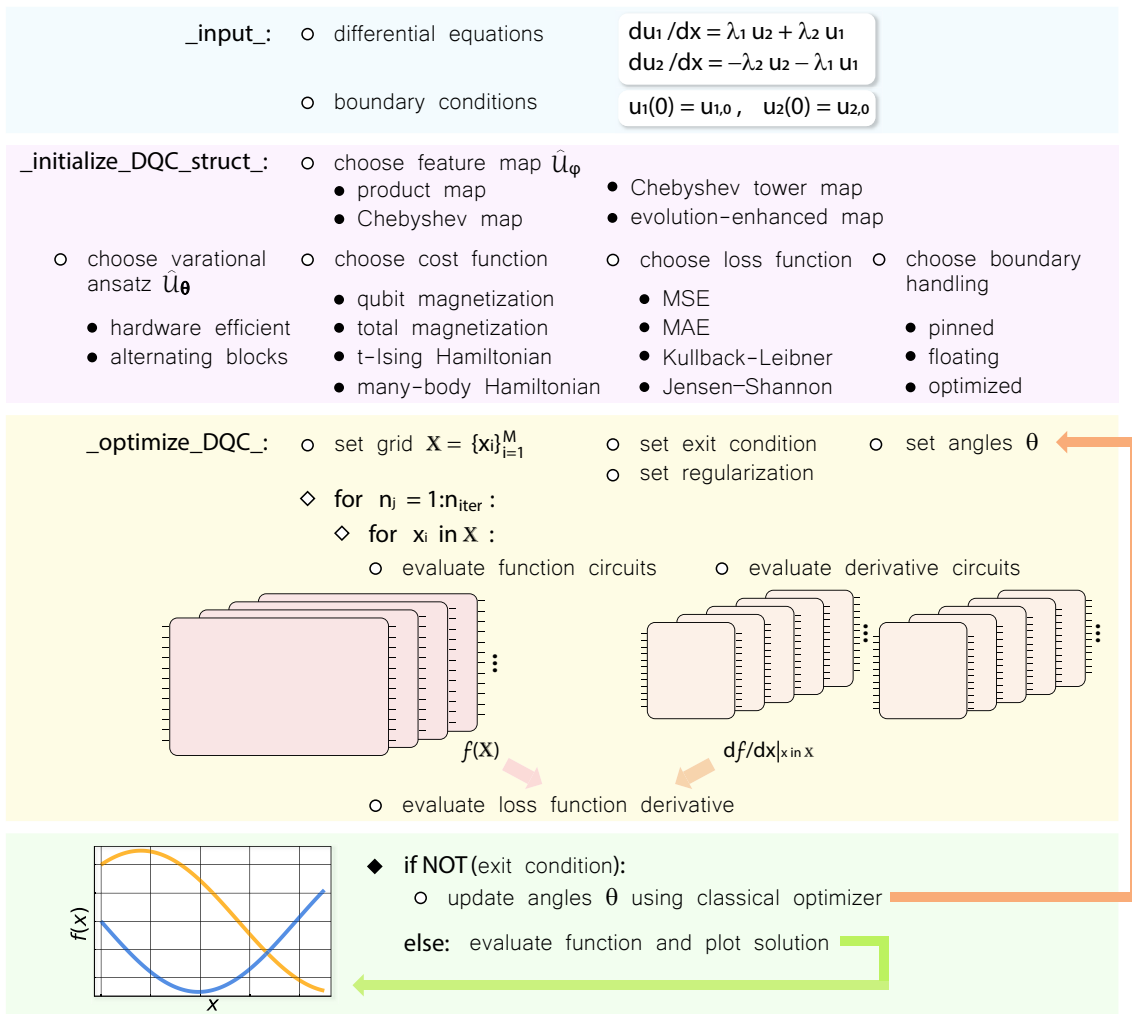 _input_:
differential equations
du₁/dx = λ₁ u₂ + λ₂ u₁
du₂/dx = −λ₂ u₂ − λ₁ u₁
boundary conditions
u₁(0) = u₁,₀ , u₂(0) = u₂,₀
_initialize_DQC_struct_:
choose feature map Û_φ
product map
Chebyshev map
Chebyshev tower map
evolution-enhanced map
choose varational
ansatz Û_θ
hardware efficient
alternating blocks
choose cost function
qubit magnetization
total magnetization
t-Ising Hamiltonian
many-body Hamiltonian
choose loss function
MSE
MAE
Kullback-Leibner
Jensen–Shannon
choose boundary
handling
pinned
floating
optimized
_optimize_DQC_:
set grid X = {xᵢ}ᴹᵢ₌₁
set exit condition
set regularization
set angles θ
for nⱼ = 1:n_iter :
for xᵢ in X :
evaluate function circuits
evaluate derivative circuits
f(X)
df/dx|ₓ in X
evaluate loss function derivative
f(x)
x
if NOT(exit condition):
update angles θ using classical optimizer
else: evaluate function and plot solution